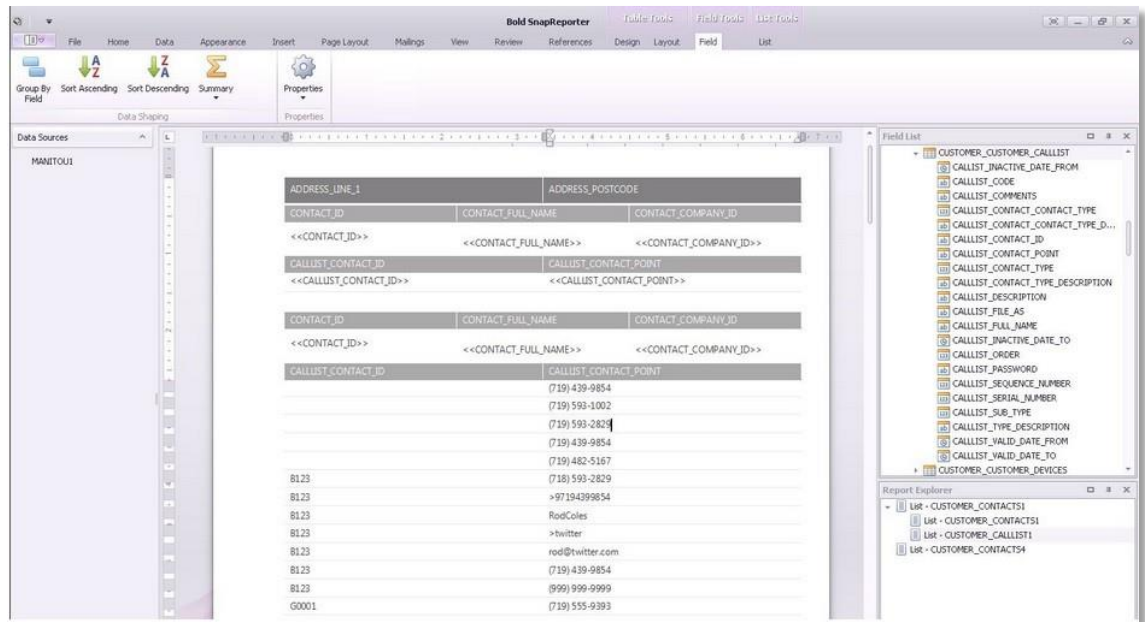 Bold SnapReporter
Table Tools Field Tools List Tools
File Home Data Appearance Insert Page Layout Mailings View Review References Design Layout Field List
Group By Field Sort Ascending Sort Descending Summary Properties
Data Shaping Properties
Data Sources
MANITOU1
ADDRESS_LINE_1 ADDRESS_POSTCODE
CONTACT_ID CONTACT_FULL_NAME CONTACT_COMPANY_ID
<<CONTACT_ID>> <<CONTACT_FULL_NAME>> <<CONTACT_COMPANY_ID>>
CALLLIST_CONTACT_ID CALLLIST_CONTACT_POINT
<<CALLLIST_CONTACT_ID>> <<CALLLIST_CONTACT_POINT>>
CONTACT_ID CONTACT_FULL_NAME CONTACT_COMPANY_ID
<<CONTACT_ID>> <<CONTACT_FULL_NAME>> <<CONTACT_COMPANY_ID>>
CALLLIST_CONTACT_ID CALLLIST_CONTACT_POINT
(719) 439-9854
(719) 593-1002
(719) 593-2829
(719) 439-9854
(719) 482-5167
B123 (718) 593-2829
B123 >97194399854
B123 RodColes
B123 >twitter
B123 rod@twitter.com
B123 (719) 439-9854
B123 (999) 999-9999
G0001 (719) 555-9393
Field List
CUSTOMER_CUSTOMER_CALLLIST
CALLIST_INACTIVE_DATE_FROM
CALLLIST_CODE
CALLLIST_COMMENTS
CALLLIST_CONTACT_CONTACT_TYPE
CALLLIST_CONTACT_CONTACT_TYPE_D...
CALLLIST_CONTACT_ID
CALLLIST_CONTACT_POINT
CALLLIST_CONTACT_TYPE
CALLLIST_CONTACT_TYPE_DESCRIPTION
CALLLIST_DESCRIPTION
CALLLIST_FILE_AS
CALLLIST_FULL_NAME
CALLLIST_INACTIVE_DATE_TO
CALLLIST_ORDER
CALLLIST_PASSWORD
CALLLIST_SEQUENCE_NUMBER
CALLLIST_SERIAL_NUMBER
CALLLIST_SUB_TYPE
CALLLIST_TYPE_DESCRIPTION
CALLLIST_VALID_DATE_FROM
CALLLIST_VALID_DATE_TO
CUSTOMER_CUSTOMER_DEVICES
Report Explorer
List - CUSTOMER_CONTACTS1
List - CUSTOMER_CONTACTS1
List - CUSTOMER_CALLLIST1
List - CUSTOMER_CONTACTS4